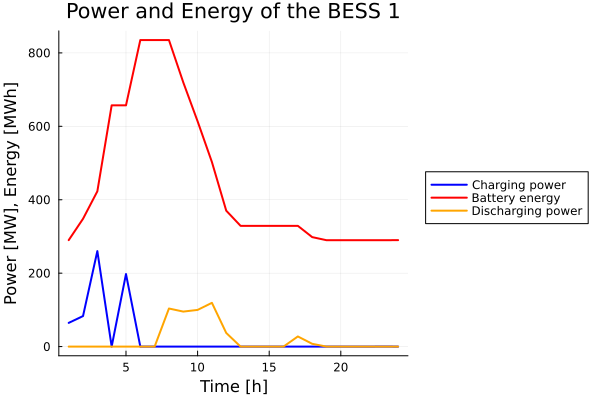 Power and Energy of the BESS 1
Power [MW], Energy [MWh]
800
600
400
200
0
5
10
15
20
Time [h]
Charging power
Battery energy
Discharging power